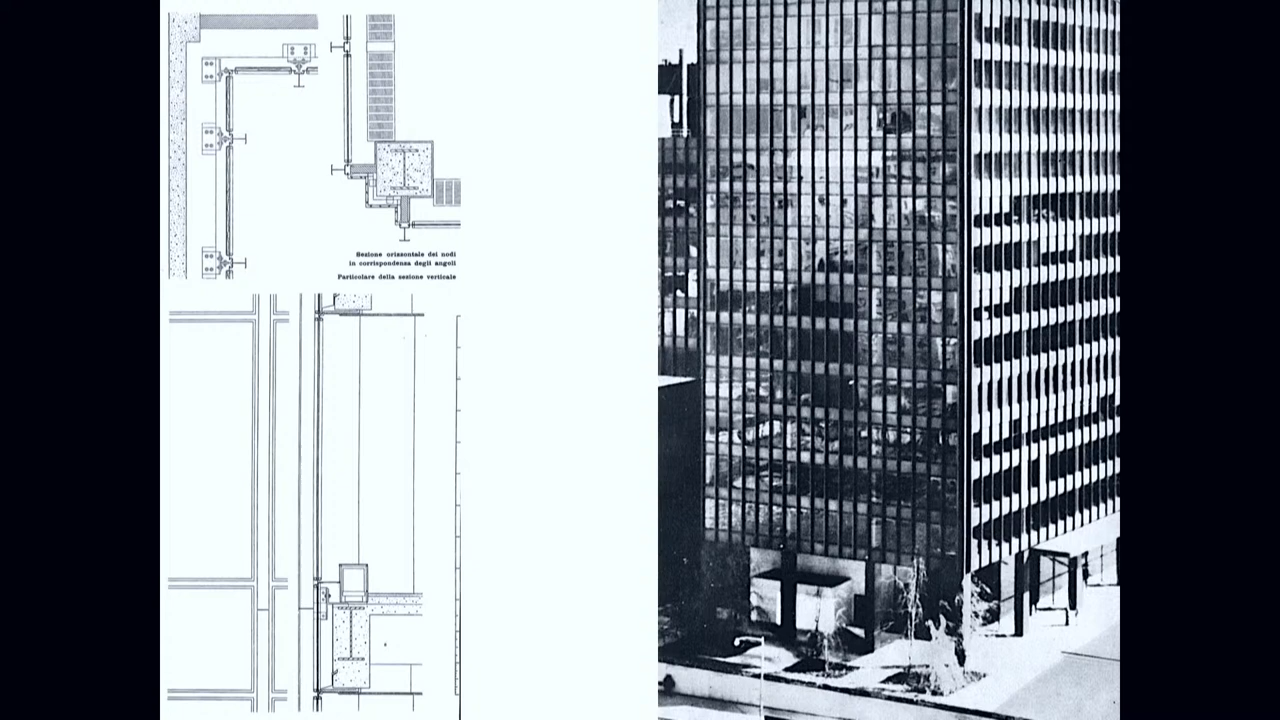 Sezione orizzontale dei nodi
in corrispondenza degli angoli
Particolare della sezione verticale